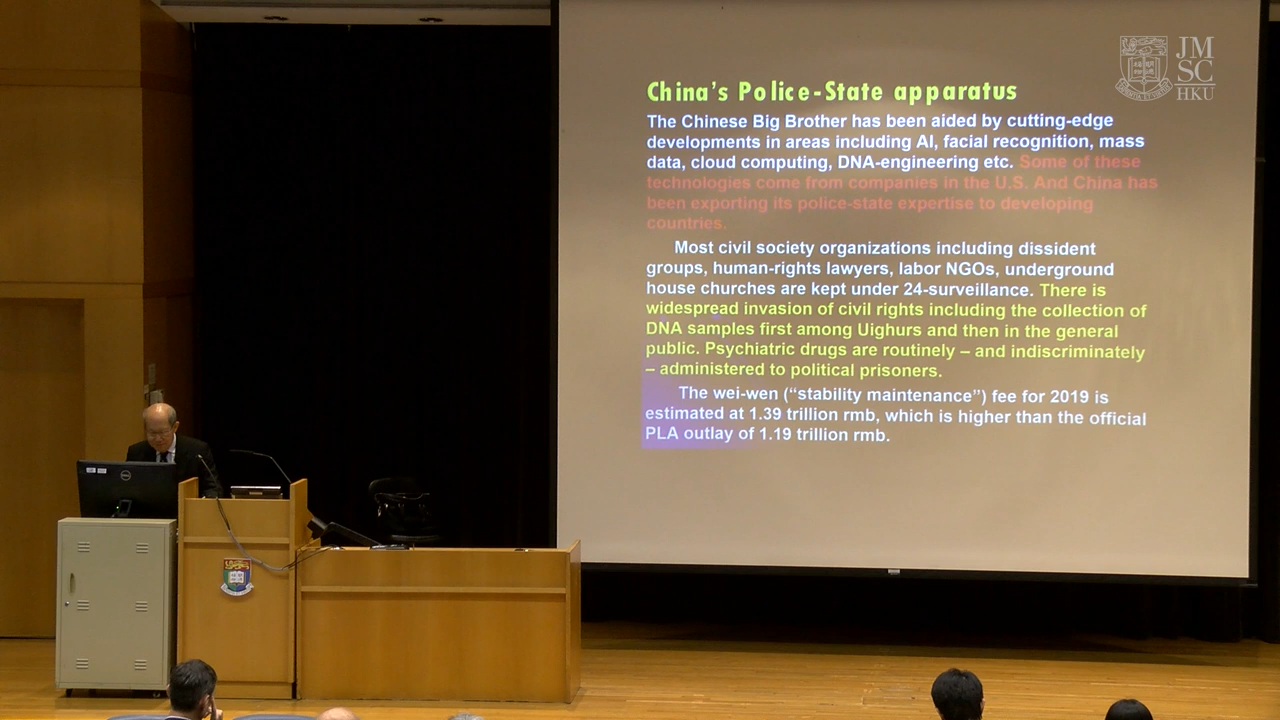 JM
SC
HKU
China's Police-State apparatus
The Chinese Big Brother has been aided by cutting-edge
developments in areas including AI, facial recognition, mass
data, cloud computing, DNA-engineering etc. Some of these
technologies come from companies in the U.S. And China has
been exporting its police-state expertise to developing
countries.
Most civil society organizations including dissident
groups, human-rights lawyers, labor NGOs, underground
house churches are kept under 24-surveillance. There is
widespread invasion of civil rights including the collection of
DNA samples first among Uighurs and then in the general
public. Psychiatric drugs are routinely – and indiscriminately
– administered to political prisoners.
The wei-wen (“stability maintenance”) fee for 2019 is
estimated at 1.39 trillion rmb, which is higher than the official
PLA outlay of 1.19 trillion rmb.
DELL